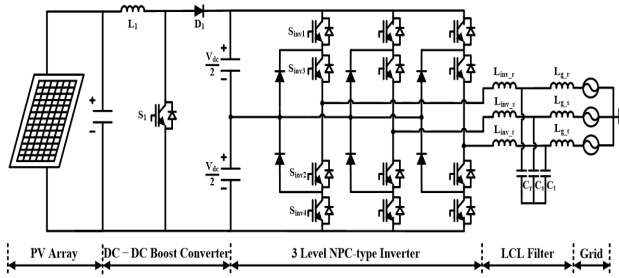 L1
D1
S1
+
−
Vdc
2
+
−
Vdc
2
+
−
Sinv1
Sinv3
Sinv2
Sinv4
Linv_r
Lg_r
Linv_s
Lg_s
Linv_t
Lg_t
Cr
Cs
Ct
PV Array
DC − DC Boost Converter
3 Level NPC-type Inverter
LCL Filter
Grid